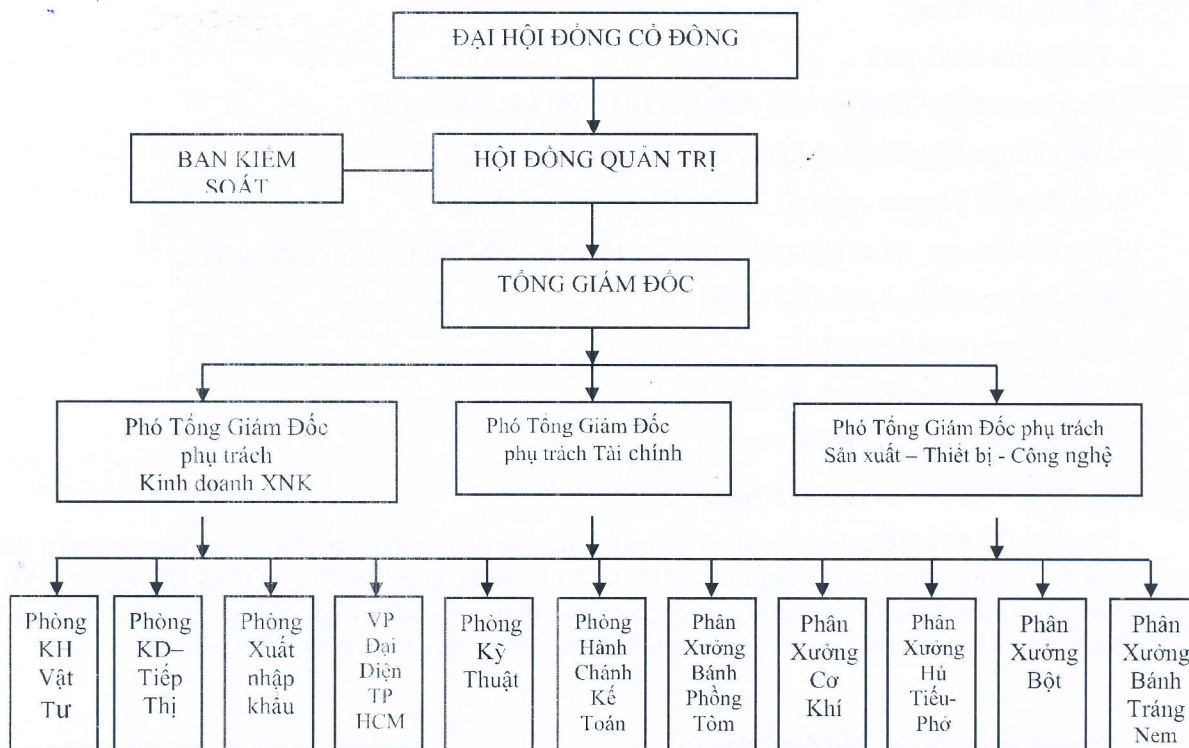 ĐẠI HỘI ĐỒNG CỔ ĐÔNG
BAN KIỂM
SOÁT
HỘI ĐỒNG QUẢN TRỊ
TỔNG GIÁM ĐỐC
Phó Tổng Giám Đốc
phụ trách
Kinh doanh XNK
Phó Tổng Giám Đốc
phụ trách Tài chính
Phó Tổng Giám Đốc phụ trách
Sản xuất – Thiết bị - Công nghệ
Phòng
KH
Vật
Tư
Phòng
KD–
Tiếp
Thị
Phòng
Xuất
nhập
khẩu
VP
Đại
Diện
TP
HCM
Phòng
Kỹ
Thuật
Phòng
Hành
Chánh
Kế
Toán
Phân
Xưởng
Bánh
Phồng
Tôm
Phân
Xưởng
Cơ
Khí
Phân
Xưởng
Hủ
Tiếu-
Phở
Phân
Xưởng
Bột
Phân
Xưởng
Bánh
Tráng
Nem